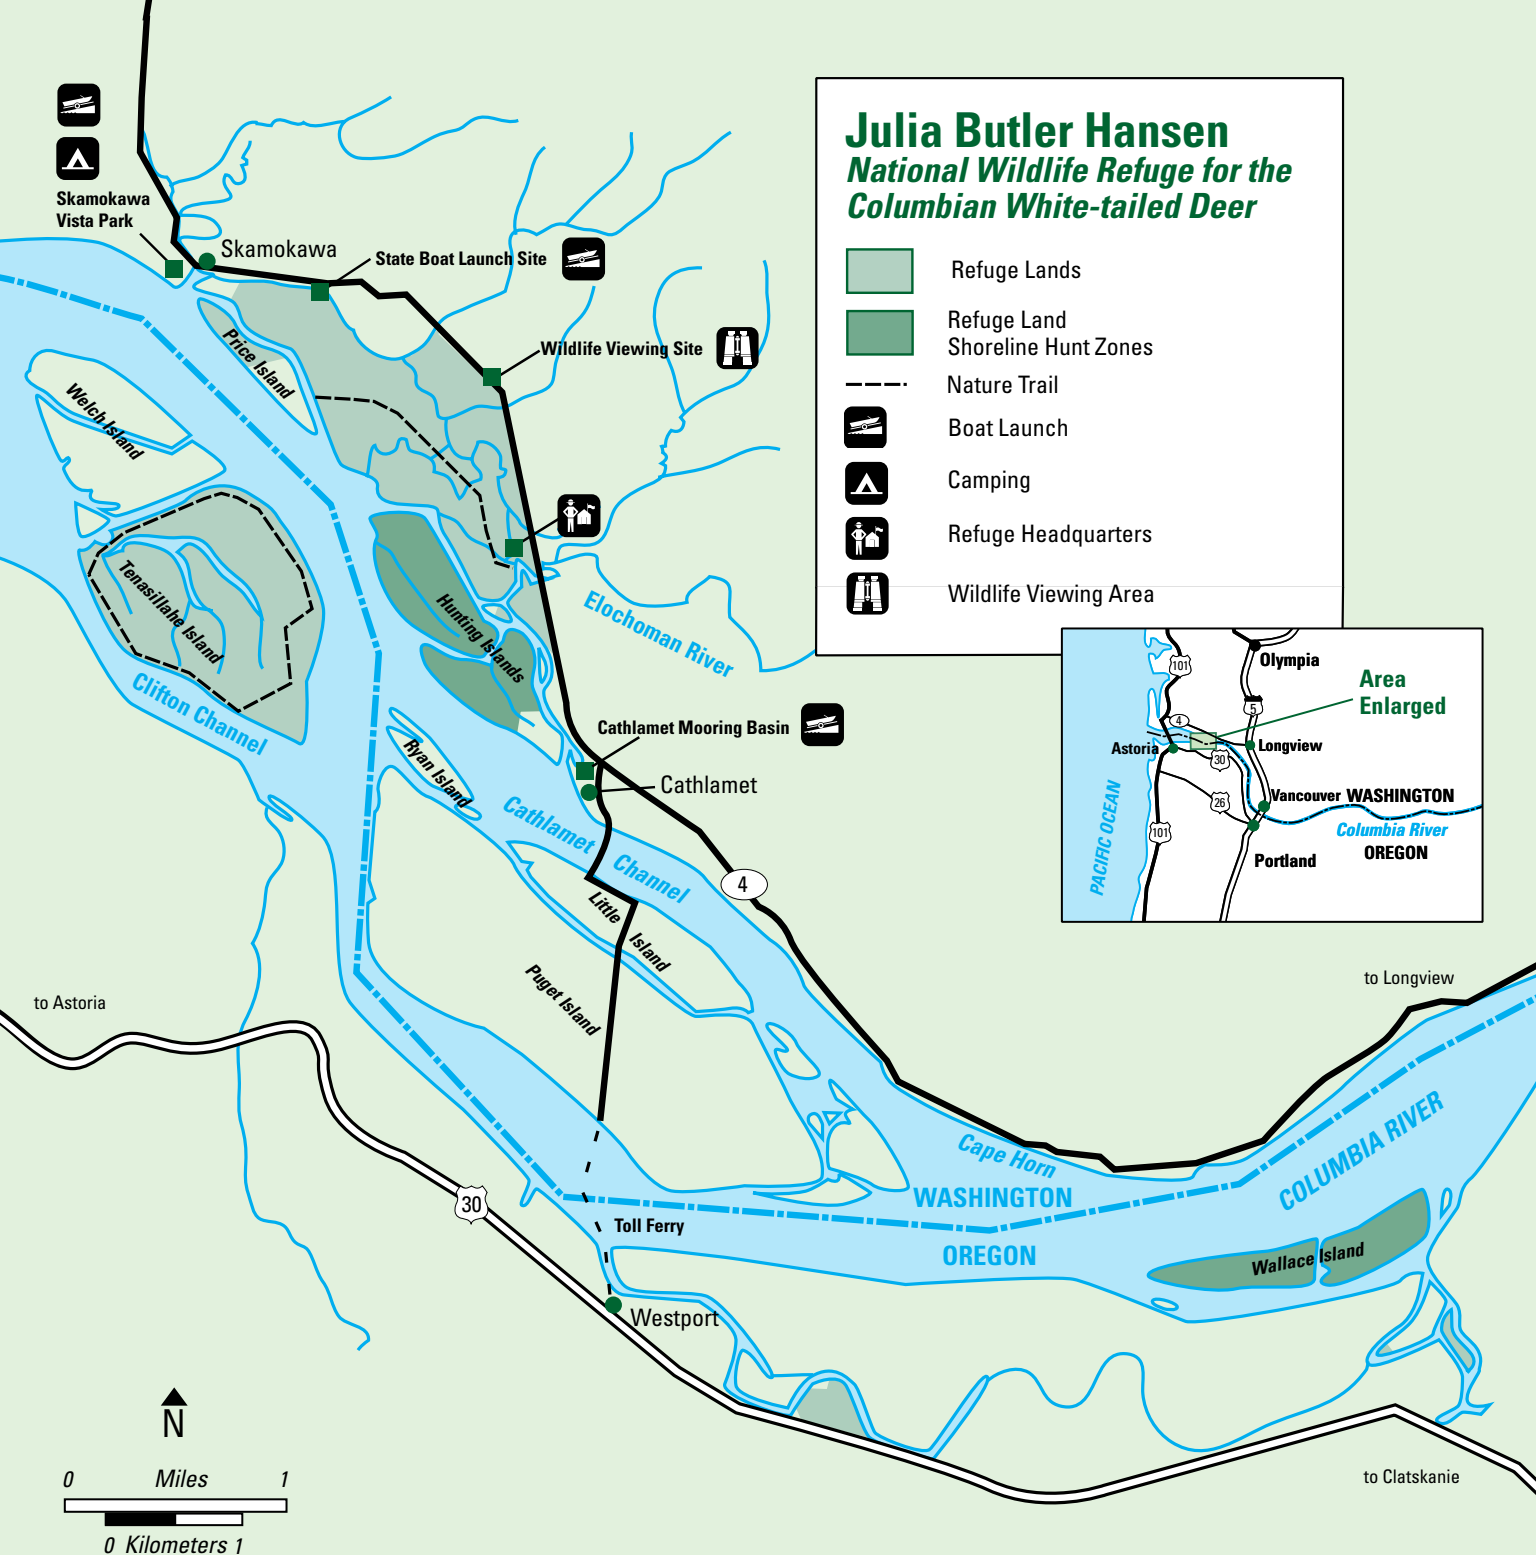 Julia Butler Hansen
National Wildlife Refuge for the
Columbian White-tailed Deer
Refuge Lands
Refuge Land
Shoreline Hunt Zones
Nature Trail
Boat Launch
Camping
Refuge Headquarters
Wildlife Viewing Area
Skamokawa
Vista Park
Skamokawa
State Boat Launch Site
Wildlife Viewing Site
Price Island
Welch Island
Tenasillahe Island
Hunting Islands
Elochoman River
Clifton Channel
Ryan Island
Cathlamet Mooring Basin
Cathlamet
Cathlamet
Channel
4
Little
Island
Puget Island
to Astoria
to Longview
30
Toll Ferry
Cape Horn
WASHINGTON
OREGON
COLUMBIA RIVER
Wallace Island
Westport
to Clatskanie
N
0 Miles 1
0 Kilometers 1
101
Olympia
Area
Enlarged
5
4
Astoria
Longview
30
26
Vancouver WASHINGTON
Columbia River
OREGON
101
Portland
PACIFIC OCEAN